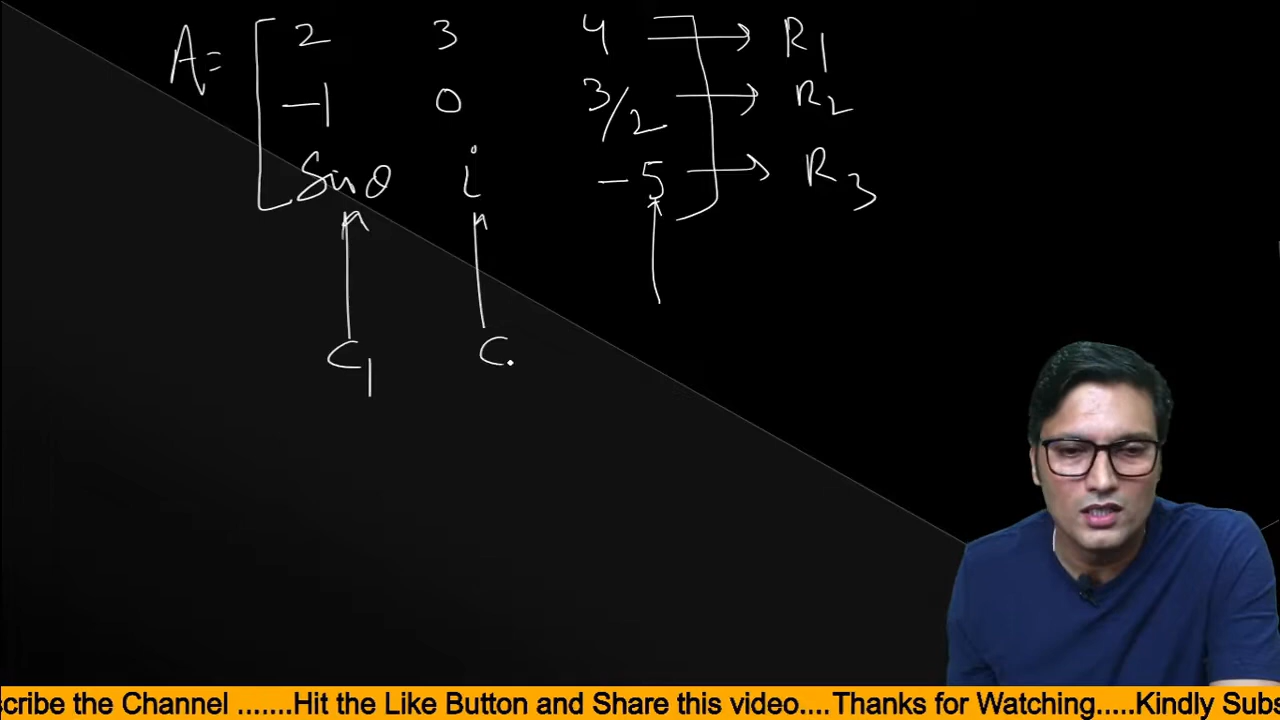 A= [ 2 3 4 ] → R1
-1 0 3/2 → R2
Sinθ i -5 → R3
C1 C.
cribe the Channel .......Hit the Like Button and Share this video....Thanks for Watching.....Kindly Subs